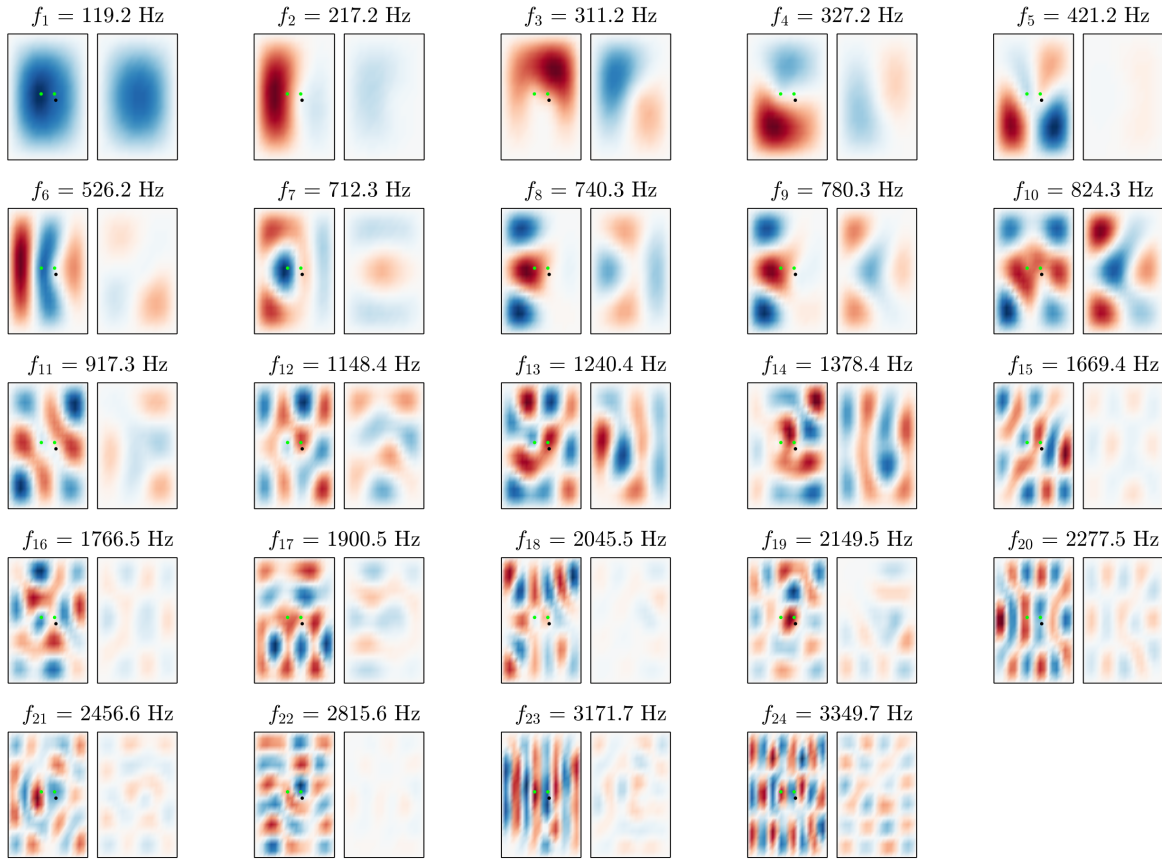 f₁ = 119.2 Hz
f₂ = 217.2 Hz
f₃ = 311.2 Hz
f₄ = 327.2 Hz
f₅ = 421.2 Hz
f₆ = 526.2 Hz
f₇ = 712.3 Hz
f₈ = 740.3 Hz
f₉ = 780.3 Hz
f₁₀ = 824.3 Hz
f₁₁ = 917.3 Hz
f₁₂ = 1148.4 Hz
f₁₃ = 1240.4 Hz
f₁₄ = 1378.4 Hz
f₁₅ = 1669.4 Hz
f₁₆ = 1766.5 Hz
f₁₇ = 1900.5 Hz
f₁₈ = 2045.5 Hz
f₁₉ = 2149.5 Hz
f₂₀ = 2277.5 Hz
f₂₁ = 2456.6 Hz
f₂₂ = 2815.6 Hz
f₂₃ = 3171.7 Hz
f₂₄ = 3349.7 Hz